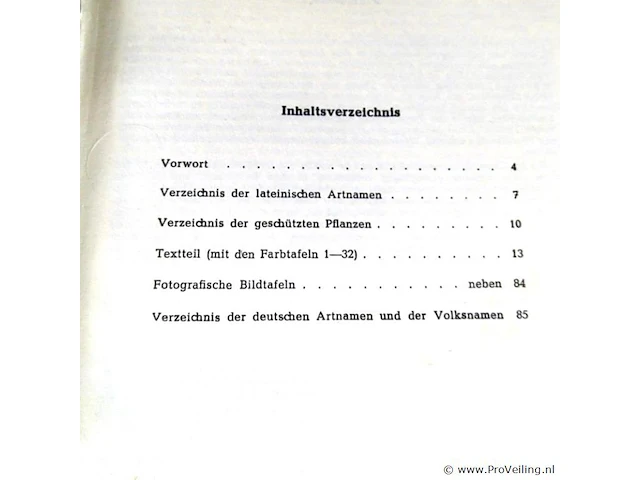 Inhaltsverzeichnis
Vorwort . . . . . . . . . . . . . . . . . . 4
Verzeichnis der lateinischen Artnamen . . . . . . . . 7
Verzeichnis der geschützten Pflanzen . . . . . . . . . 10
Textteil (mit den Farbtafeln 1—32) . . . . . . . . . . 13
Fotografische Bildtafeln . . . . . . . . . . . neben 84
Verzeichnis der deutschen Artnamen und der Volksnamen 85
© www.ProVeiling.nl